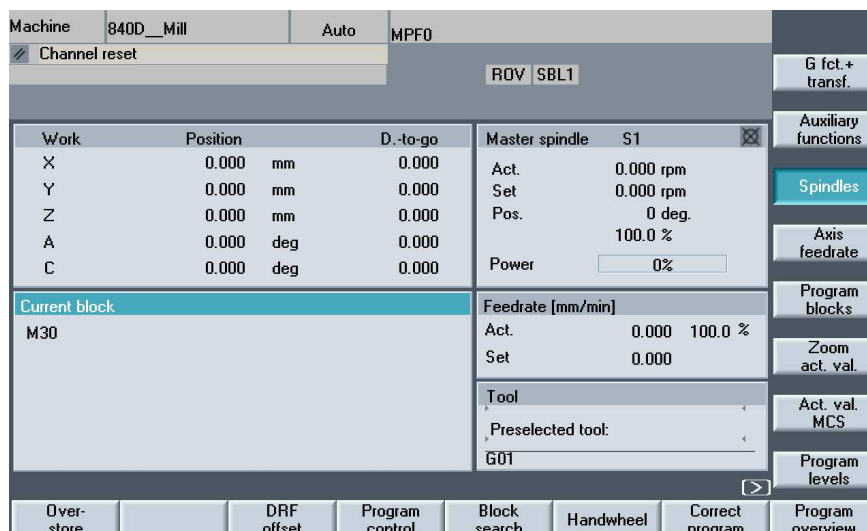 Machine 840D__Mill Auto MPF0
Channel reset
ROV SBL1
G fct.+
transf.
Auxiliary
functions
Spindles
Axis
feedrate
Program
blocks
Zoom
act. val.
Act. val.
MCS
Program
levels
Work Position D.-to-go
X 0.000 mm 0.000
Y 0.000 mm 0.000
Z 0.000 mm 0.000
A 0.000 deg 0.000
C 0.000 deg 0.000
Master spindle S1
Act. 0.000 rpm
Set 0.000 rpm
Pos. 0 deg.
100.0 %
Power 0%
Current block
M30
Feedrate [mm/min]
Act. 0.000 100.0 %
Set 0.000
Tool
Preselected tool:
G01
Over-
store
DRF
offset
Program
control
Block
search
Handwheel
Correct
program
Program
overview